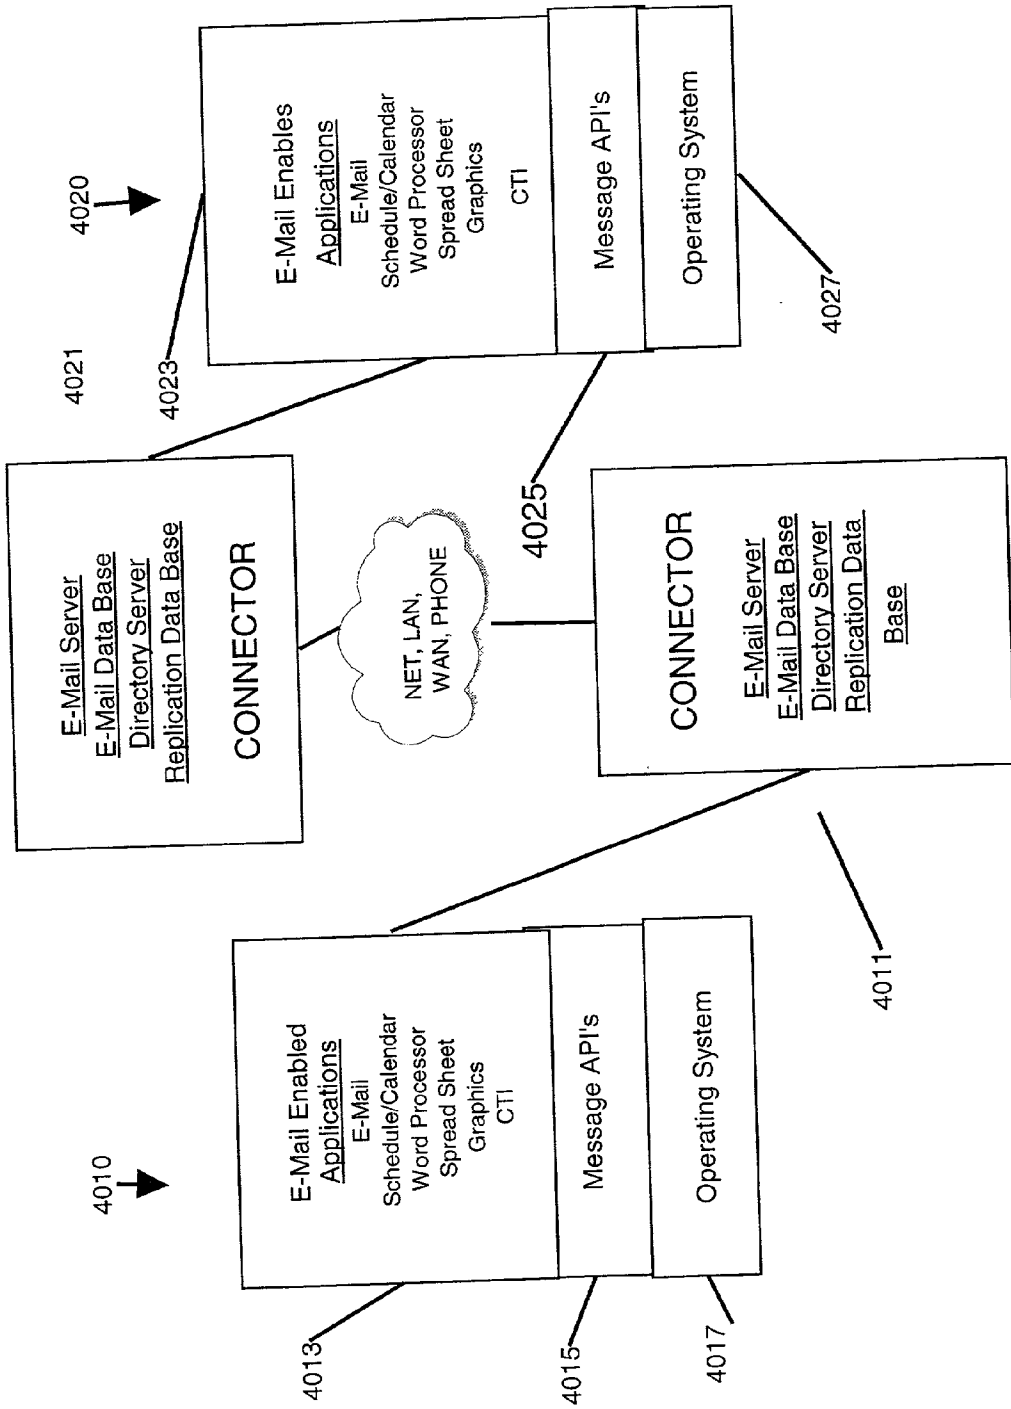 4010
4013
E-Mail Enabled
Applications
E-Mail
Schedule/Calendar
Word Processor
Spread Sheet
Graphics
CTI
4015
Message API's
4017
Operating System
E-Mail Server
E-Mail Data Base
Directory Server
Replication Data Base
CONNECTOR
NET, LAN,
WAN, PHONE
CONNECTOR
E-Mail Server
E-Mail Data Base
Directory Server
Replication Data
Base
4011
4021
4020
4023
E-Mail Enables
Applications
E-Mail
Schedule/Calendar
Word Processor
Spread Sheet
Graphics
CTI
4025
Message API's
Operating System
4027